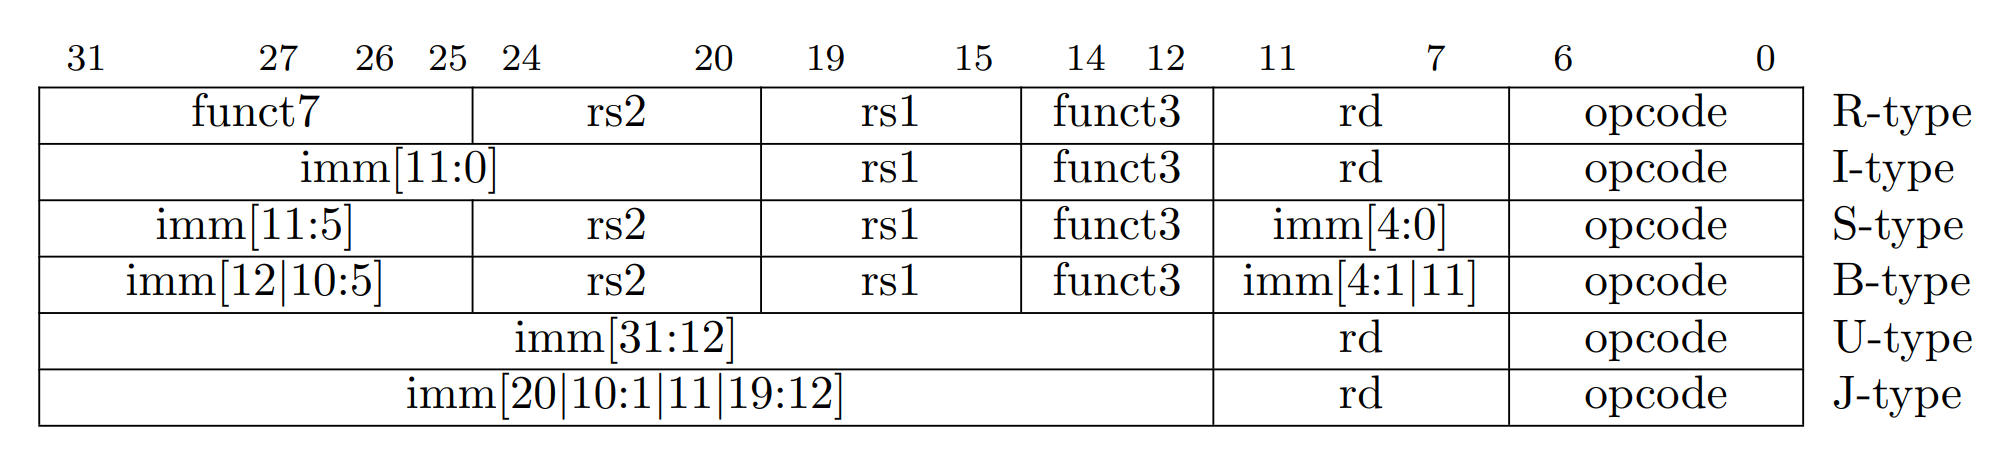 31 27 26 25 24 20 19 15 14 12 11 7 6 0
funct7 rs2 rs1 funct3 rd opcode R-type
imm[11:0] rs1 funct3 rd opcode I-type
imm[11:5] rs2 rs1 funct3 imm[4:0] opcode S-type
imm[12|10:5] rs2 rs1 funct3 imm[4:1|11] opcode B-type
imm[31:12] rd opcode U-type
imm[20|10:1|11|19:12] rd opcode J-type